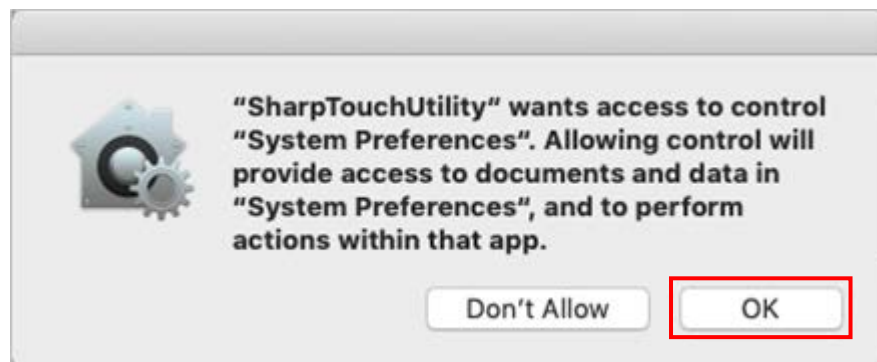 “SharpTouchUtility“ wants access to control
“System Preferences“. Allowing control will
provide access to documents and data in
“System Preferences“, and to perform
actions within that app.
Don't Allow
OK